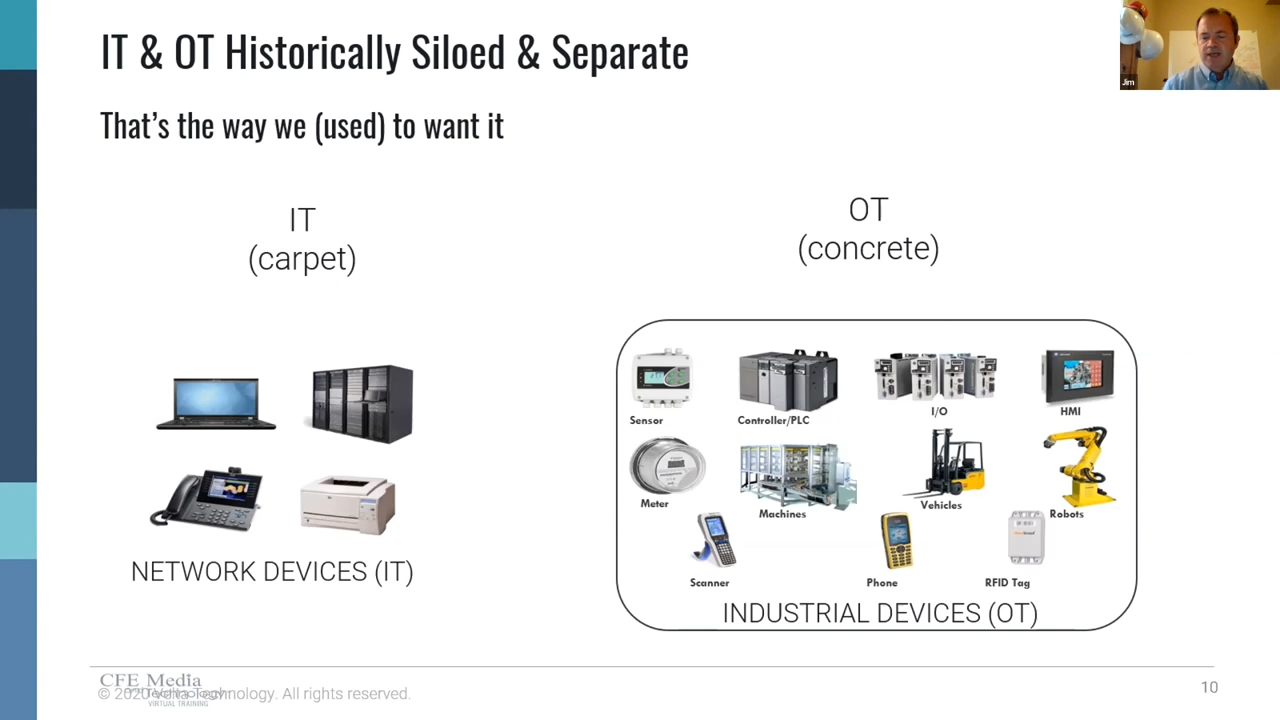 IT & OT Historically Siloed & Separate
Jim
That's the way we (used) to want it
IT
(carpet)
OT
(concrete)
Sensor
Controller/PLC
I/O
HMI
Meter
Machines
Vehicles
Robots
Scanner
Phone
RFID Tag
NETWORK DEVICES (IT)
INDUSTRIAL DEVICES (OT)
CFE Media
Technology. All rights reserved.
VIRTUAL TRAINING
10